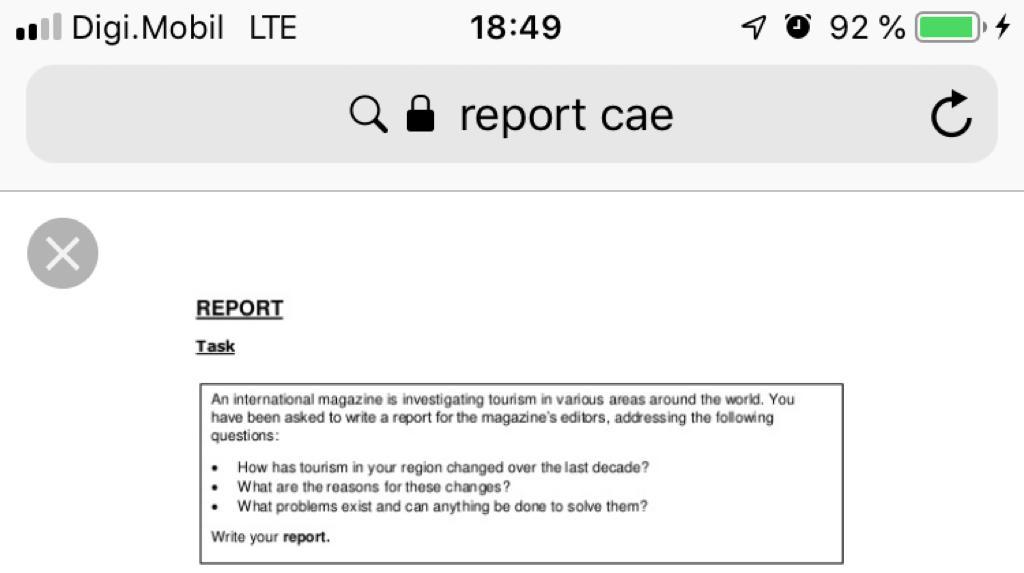 Digi.Mobil LTE 18:49 92 %
report cae
REPORT
Task
An international magazine is investigating tourism in various areas around the world. You
have been asked to write a report for the magazine's editors, addressing the following
questions:
• How has tourism in your region changed over the last decade?
• What are the reasons for these changes?
• What problems exist and can anything be done to solve them?
Write your report.